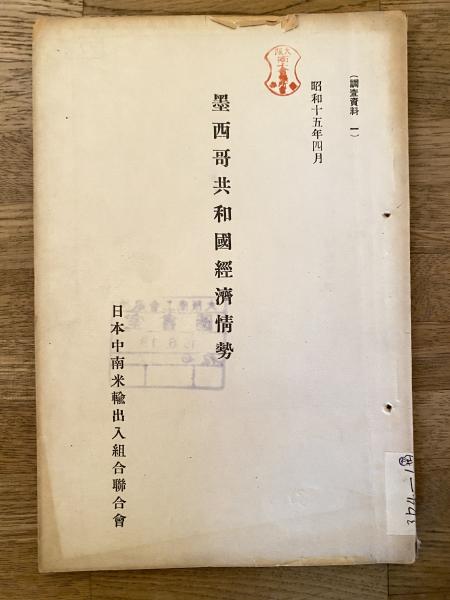 (調査資料 一)
昭和十五年四月
墨西哥共和國經濟情勢
日本中南米輸出入組合聯合會